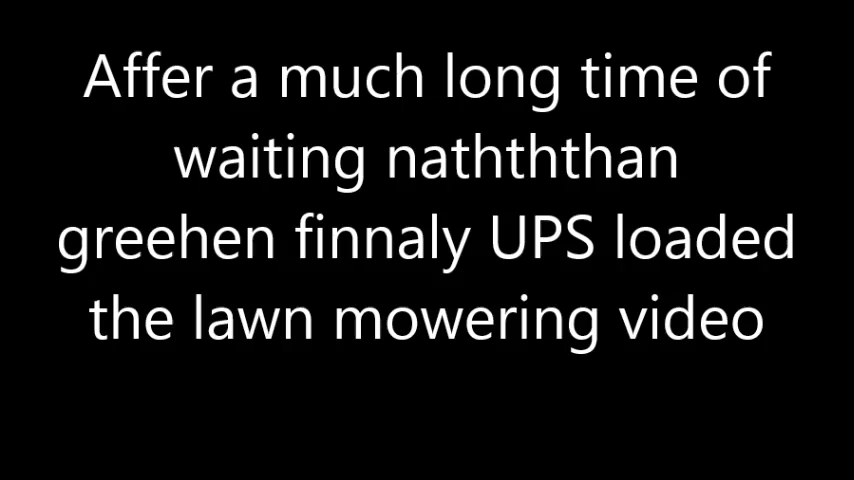 Affer a much long time of
waiting nathththan
greehen finnaly UPS loaded
the lawn mowering video